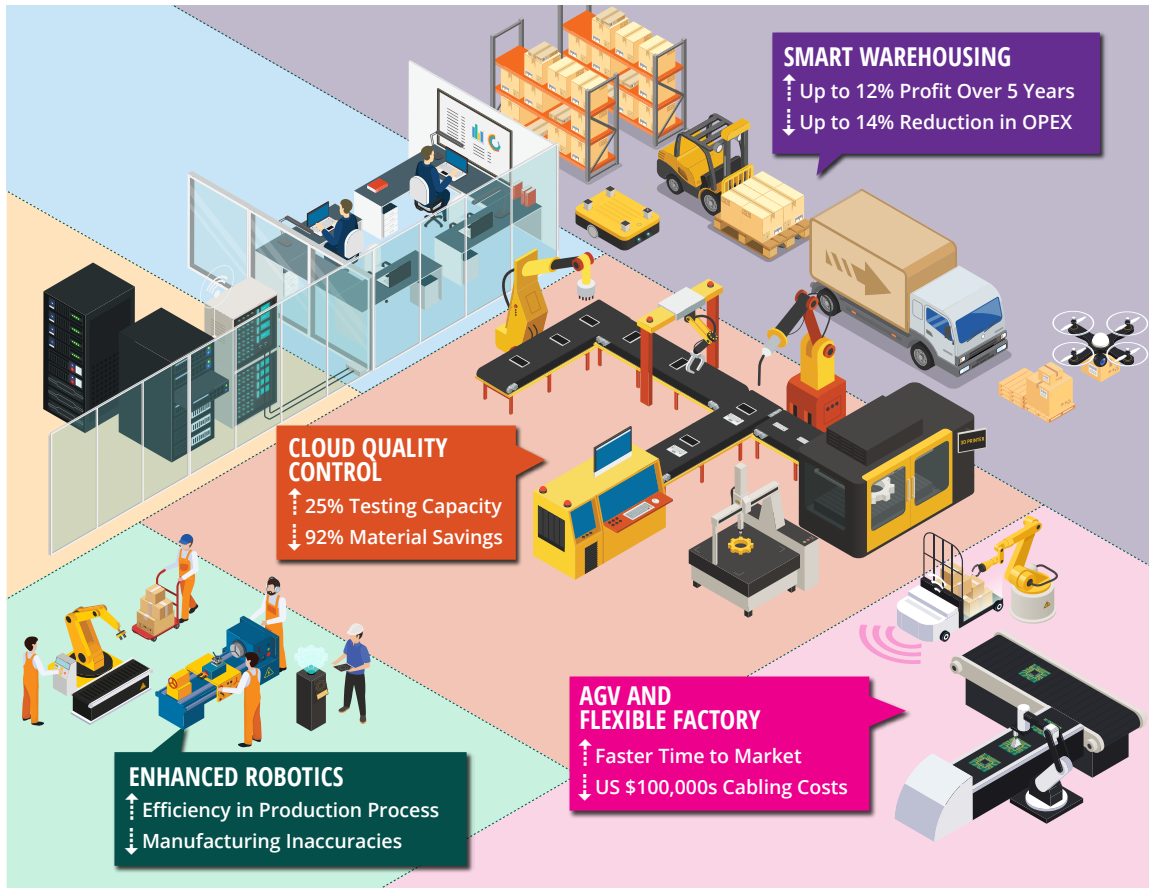 SMART WAREHOUSING
Up to 12% Profit Over 5 Years
Up to 14% Reduction in OPEX
3D PRINTER
CLOUD QUALITY
CONTROL
25% Testing Capacity
92% Material Savings
AGV AND
FLEXIBLE FACTORY
Faster Time to Market
US $100,000s Cabling Costs
ENHANCED ROBOTICS
Efficiency in Production Process
Manufacturing Inaccuracies